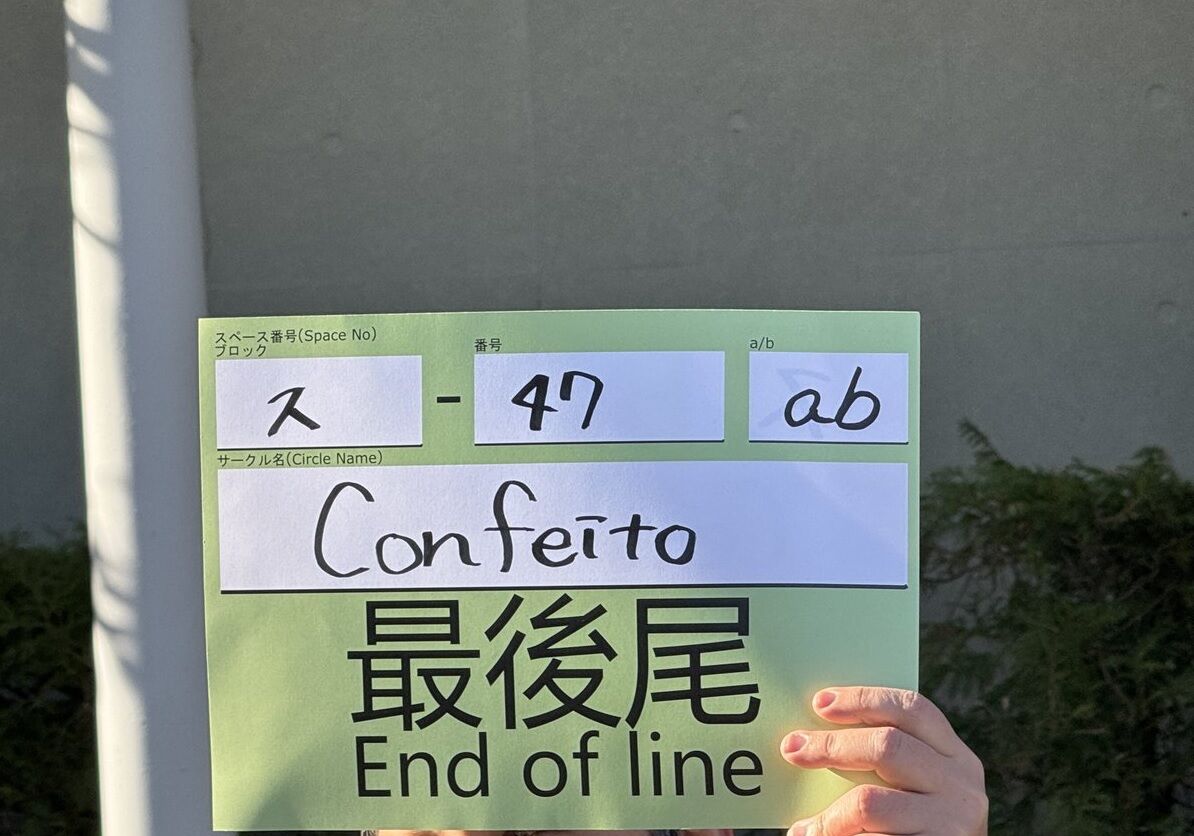 スペース番号(Space No)
ブロック 番号 a/b
ス - 47 ab
サークル名(Circle Name)
Confeito
最後尾
End of line